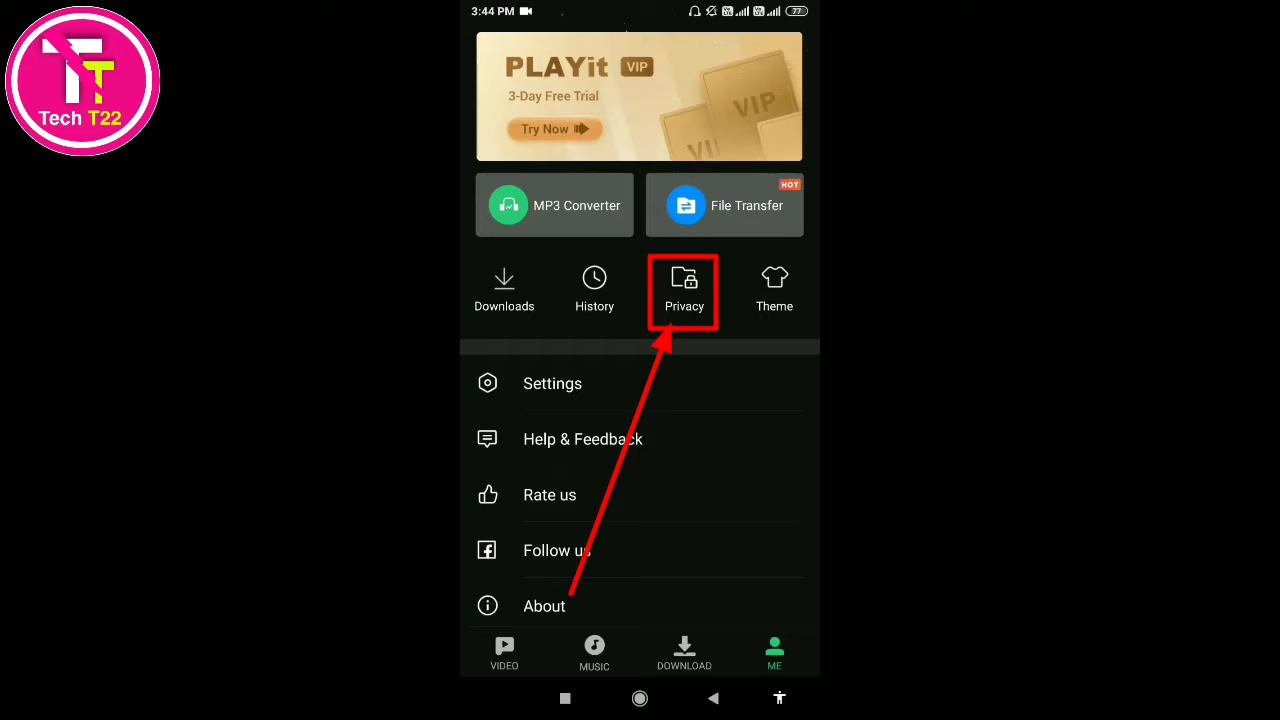 Tech T22
3:44 PM
77
PLAYit VIP
3-Day Free Trial
Try Now
VIP
MP3 Converter
HOT
File Transfer
Downloads
History
Privacy
Theme
Settings
Help & Feedback
Rate us
Follow us
About
VIDEO
MUSIC
DOWNLOAD
ME